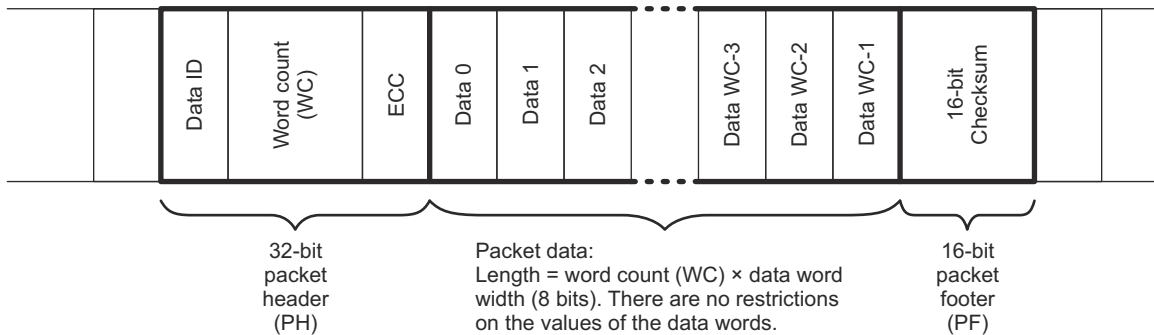 Data ID
Word count
(WC)
ECC
Data 0
Data 1
Data 2
Data WC-3
Data WC-2
Data WC-1
16-bit
Checksum
32-bit
packet
header
(PH)
Packet data:
Length = word count (WC) × data word
width (8 bits). There are no restrictions
on the values of the data words.
16-bit
packet
footer
(PF)